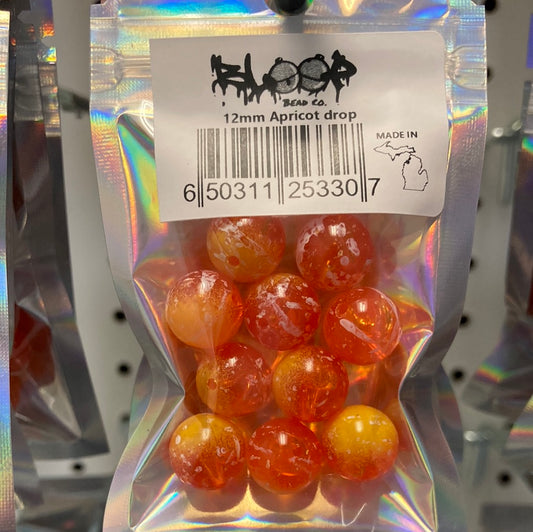 BLOOP
BEAD CO.
12mm Apricot drop
MADE IN
6 50311 25330 7